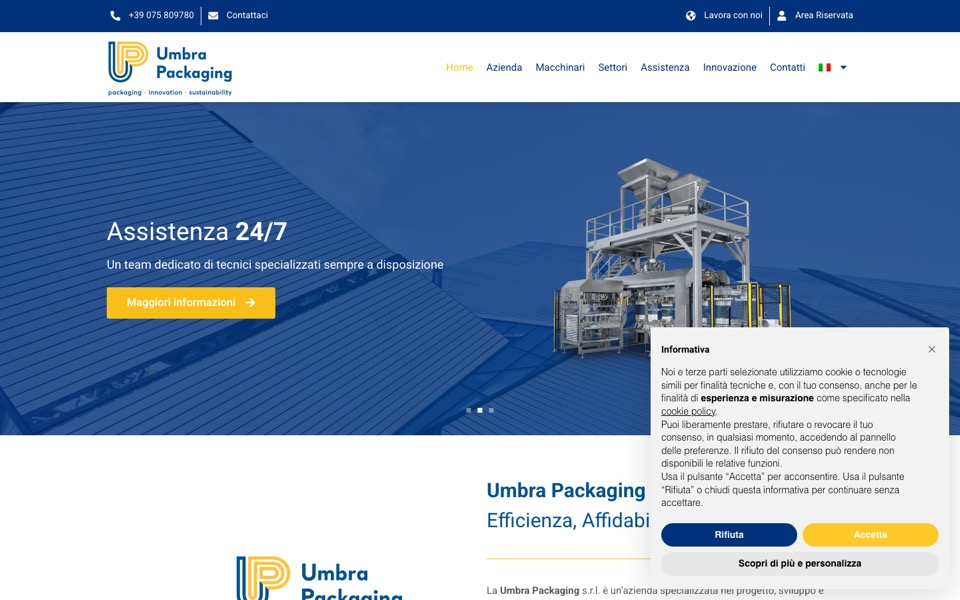 +39 075 809780
Contattaci
Lavora con noi
Area Riservata
Umbra
Packaging
packaging · innovation · sustainability
Home
Azienda
Macchinari
Settori
Assistenza
Innovazione
Contatti
Assistenza 24/7
Un team dedicato di tecnici specializzati sempre a disposizione
Maggiori informazioni
Informativa
×
Noi e terze parti selezionate utilizziamo cookie o tecnologie
simili per finalità tecniche e, con il tuo consenso, anche per le
finalità di esperienza e misurazione come specificato nella
cookie policy.
Puoi liberamente prestare, rifiutare o revocare il tuo
consenso, in qualsiasi momento, accedendo al pannello
delle preferenze. Il rifiuto del consenso può rendere non
disponibili le relative funzioni.
Usa il pulsante “Accetta” per acconsentire. Usa il pulsante
“Rifiuta” o chiudi questa informativa per continuare senza
accettare.
Rifiuta
Accetta
Scopri di più e personalizza
Umbra Packaging
Efficienza, Affidabi
Umbra
Packaging
La Umbra Packaging s.r.l. è un'azienda specializzata nel progetto, sviluppo e